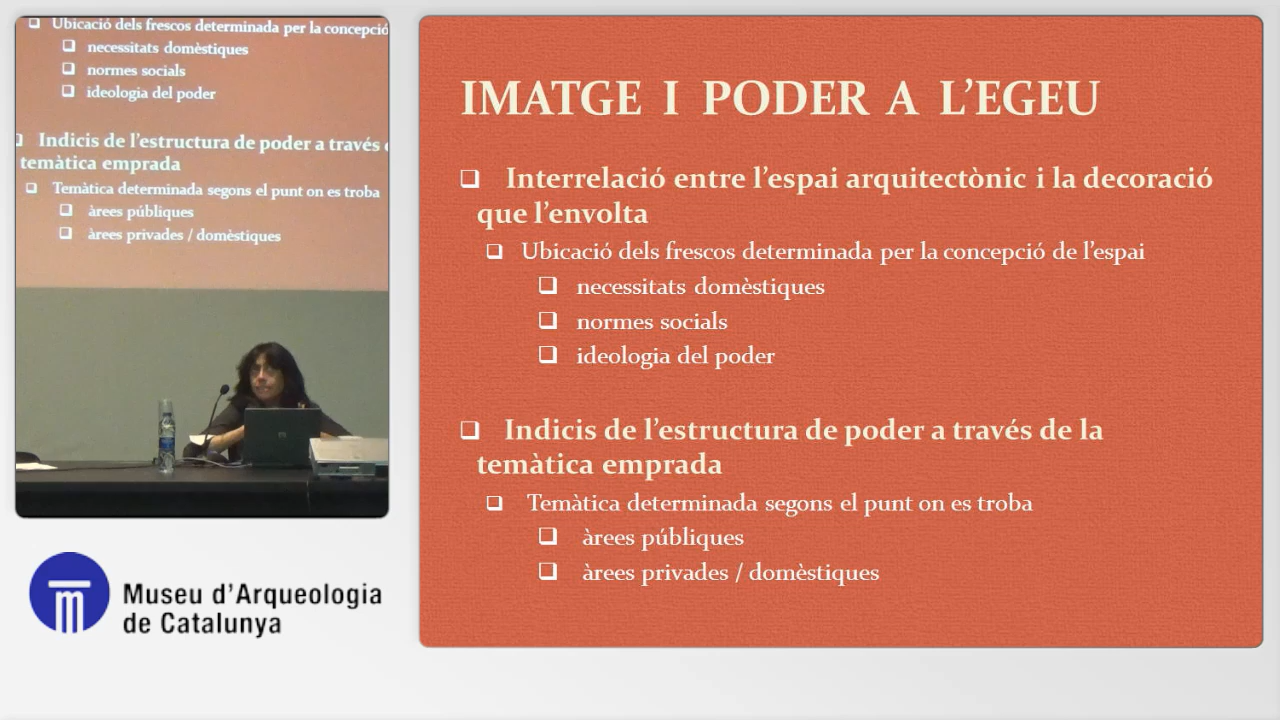 Ubicació dels frescos determinada per la concepció
necessitats domèstiques
normes socials
ideologia del poder
Indicis de l'estructura de poder a través
temàtica emprada
Temàtica determinada segons el punt on es troba
àrees públiques
àrees privades / domèstiques
Museu d'Arqueologia
de Catalunya
IMATGE I PODER A L'EGEU
Interrelació entre l'espai arquitectònic i la decoració
que l'envolta
Ubicació dels frescos determinada per la concepció de l'espai
necessitats domèstiques
normes socials
ideologia del poder
Indicis de l'estructura de poder a través de la
temàtica emprada
Temàtica determinada segons el punt on es troba
àrees públiques
àrees privades / domèstiques